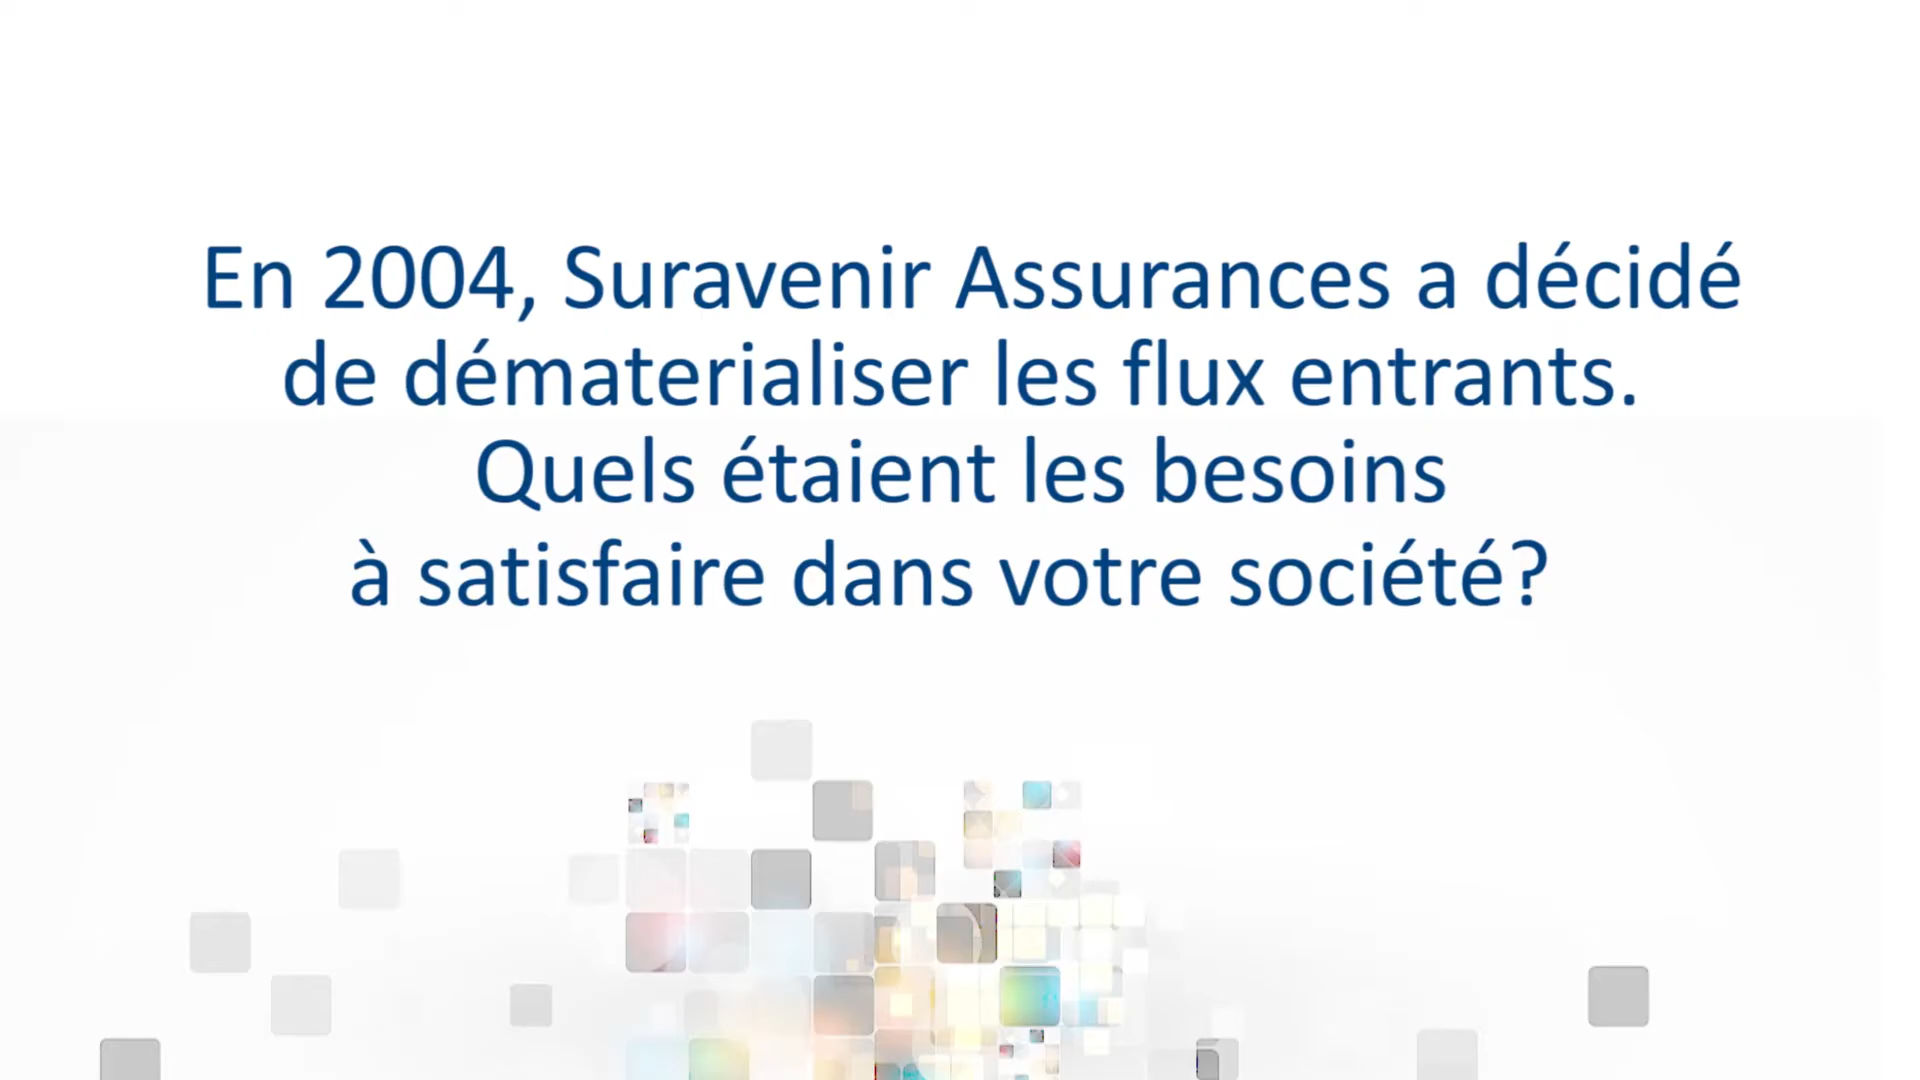 En 2004, Suravenir Assurances a décidé
de dématerialiser les flux entrants.
Quels étaient les besoins
à satisfaire dans votre société?